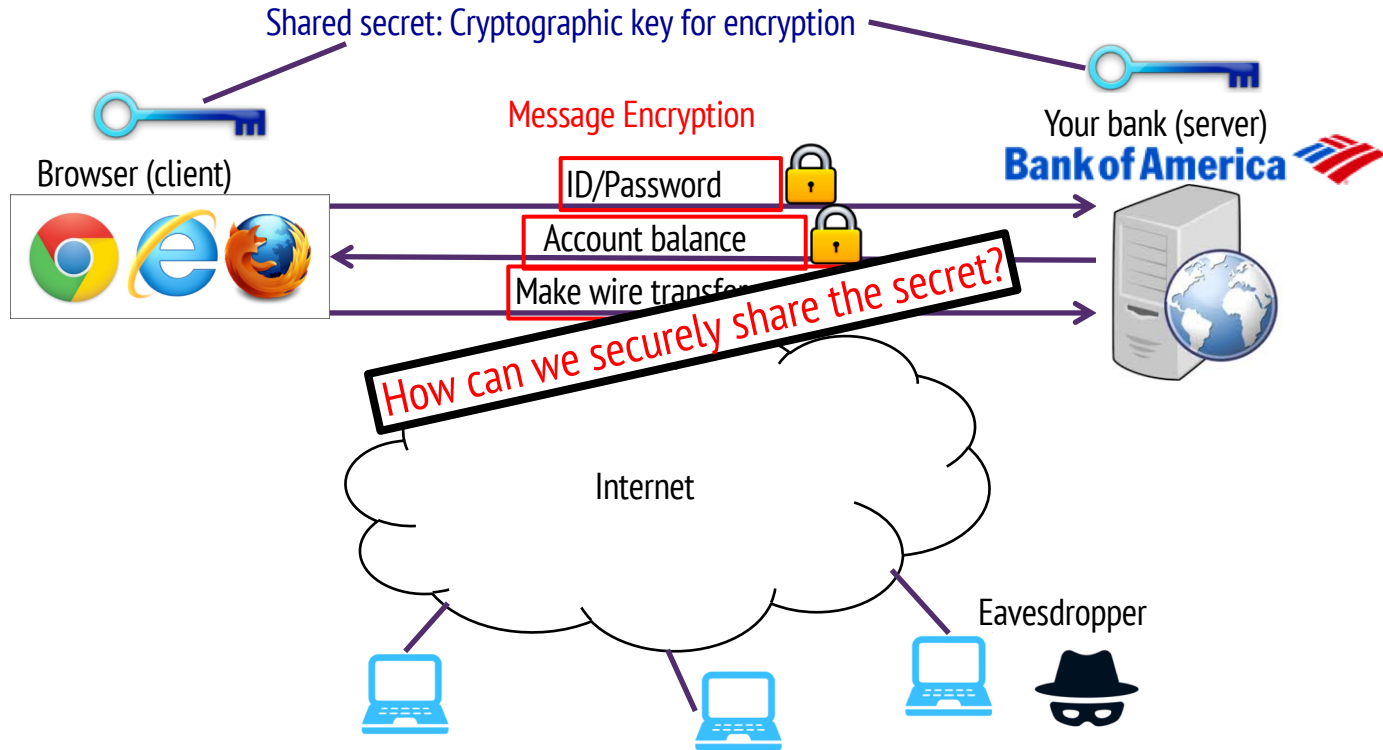 Shared secret: Cryptographic key for encryption
Message Encryption
Your bank (server)
Bank of America
Browser (client)
ID/Password
Account balance
Make wire
How can we securely share the secret?
Internet
Eavesdropper